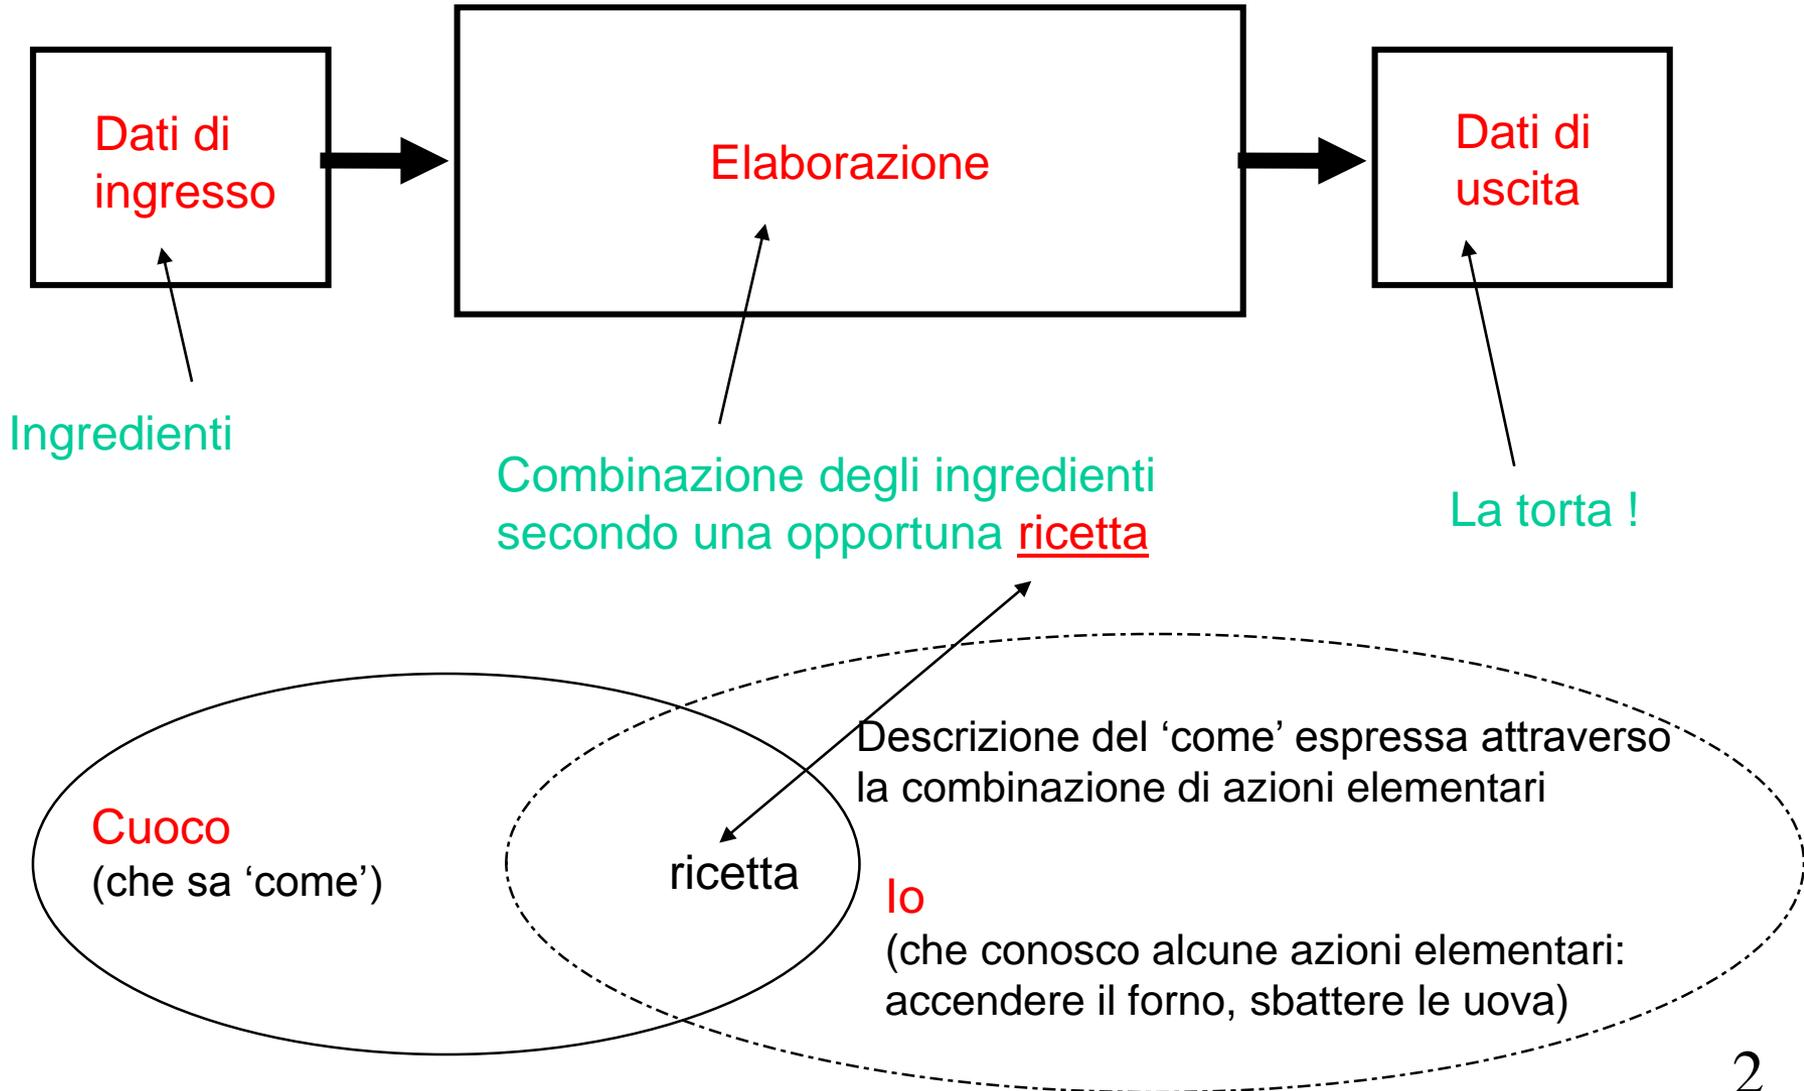 Dati di
ingresso
Elaborazione
Dati di
uscita
Ingredienti
Combinazione degli ingredienti
secondo una opportuna ricetta
La torta !
Descrizione del ‘come’ espressa attraverso
la combinazione di azioni elementari
Cuoco
(che sa ‘come’)
ricetta
Io
(che conosco alcune azioni elementari:
accendere il forno, sbattere le uova)
2